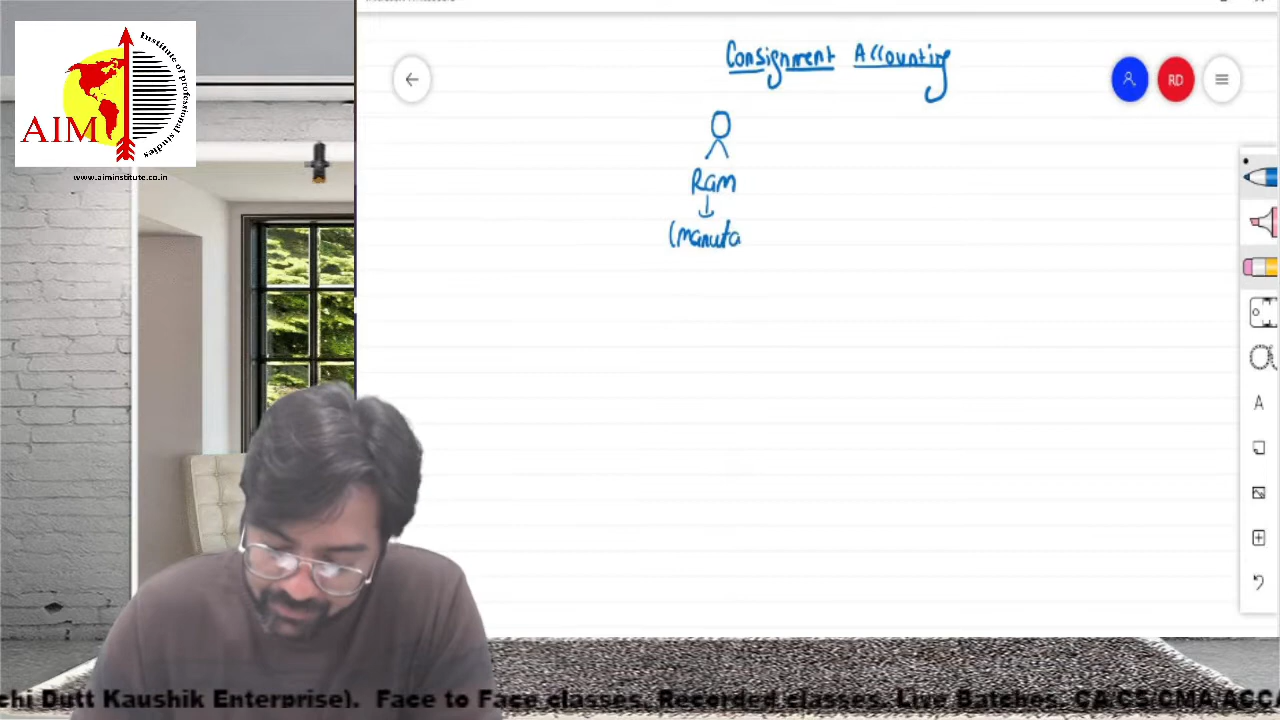 Consignment Accounting
Institute of professional studies
AIM
www.aiminstitute.co.in
RD
Ram
(manufa
A
chi Dutt Kaushik Enterprise). Face to Face classes, Recorded classes, Live Batches, CA/CS/CMA/ACCA